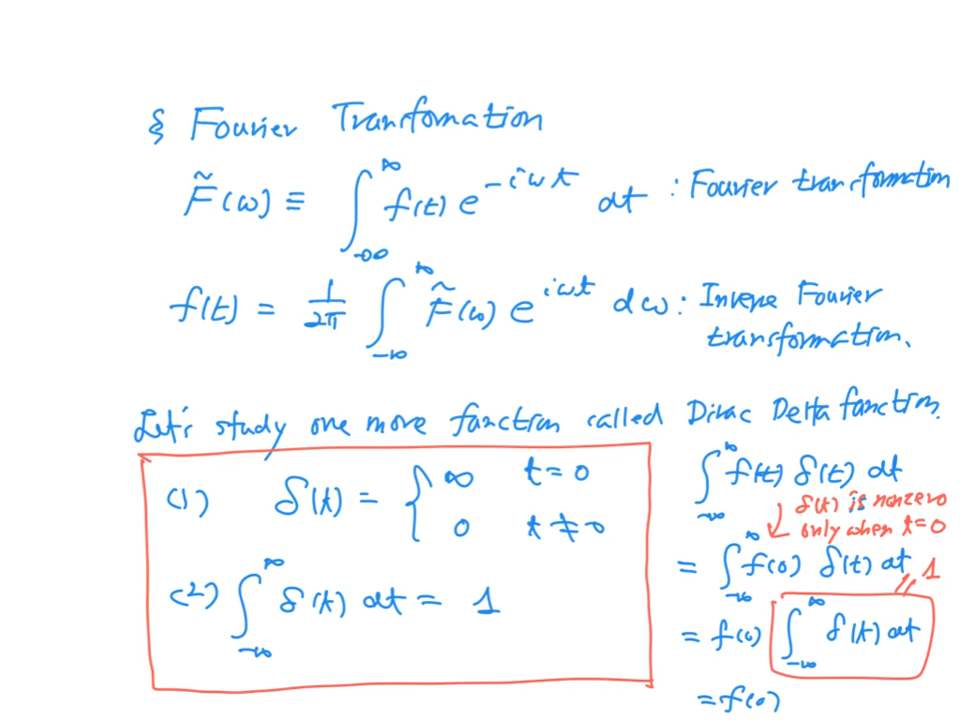 § Fourier Transformation
F̃(ω) ≡ ∫_{-∞}^{∞} f(t) e^{-iωt} dt : Fourier transformation
f(t) = 1/2π ∫_{-∞}^{∞} F̃(ω) e^{iωt} dω : Inverse Fourier
transformation.
Let's study one more function called Dirac Delta function.
(1) δ(t) = { ∞ t = 0
0 t ≠ 0
(2) ∫_{-∞}^{∞} δ(t) dt = 1
∫_{-∞}^{∞} f(t) δ(t) dt
δ(t) is nonzero
only when t=0
= ∫_{-∞}^{∞} f(0) δ(t) dt
= f(0) ∫_{-∞}^{∞} δ(t) dt = 1
= f(0)